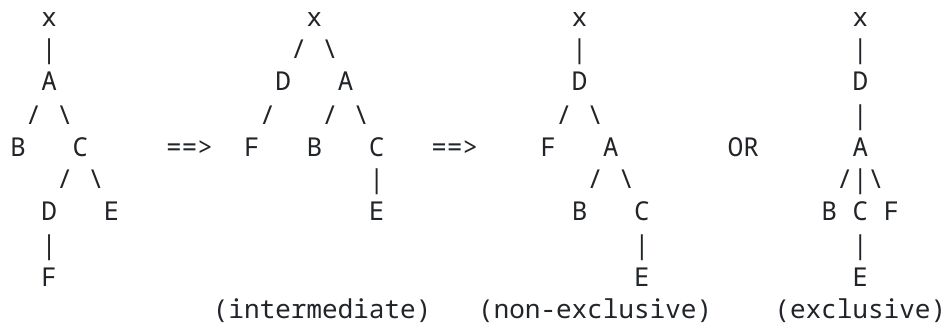 x               x                x                 x
|              / \               |                 |
A             D   A              D                 D
/ \          /   / \            / \                |
B   C   ==>   F   B   C   ==>   F   A       OR      A
/ \                   |            / \            /|\
D   E                  E           B   C          B C F
|                                      |            |
F                                      E            E
(intermediate)   (non-exclusive)   (exclusive)